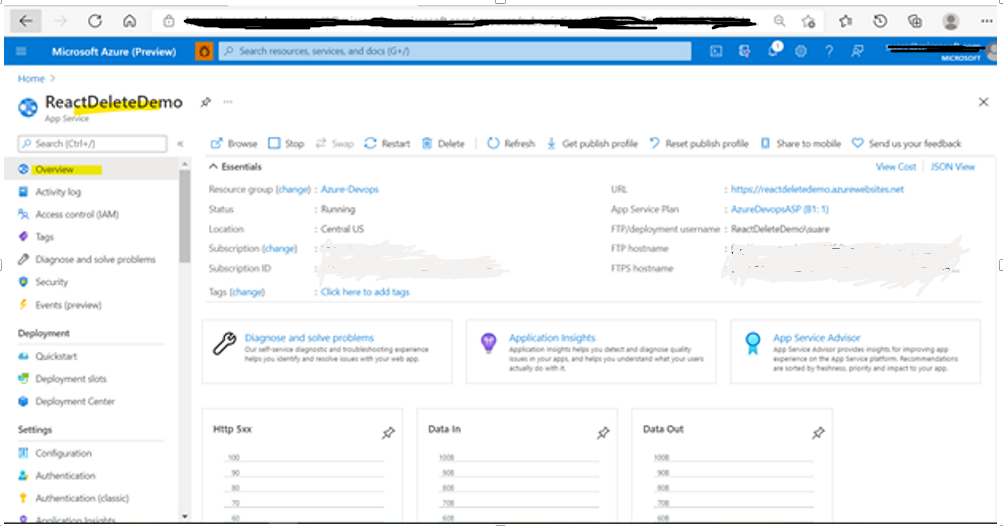 Microsoft Azure (Preview)
Search resources, services, and docs (G+/)
1
MICROSOFT
Home >
ReactDeleteDemo
App Service
Search (Ctrl+/)
Browse Stop Swap Restart Delete Refresh Get publish profile Reset publish profile Share to mobile Send us your feedback
Overview
Activity log
Access control (IAM)
Tags
Diagnose and solve problems
Security
Events (preview)
Deployment
Quickstart
Deployment slots
Deployment Center
Settings
Configuration
Authentication
Authentication (classic)
Application Insights
Essentials
View Cost JSON View
Resource group (change) : Azure-Devops
Status : Running
Location : Central US
Subscription (change) :
Subscription ID :
Tags (change) : Click here to add tags
URL : https://reactdeletedemo.azurewebsites.net
App Service Plan : AzureDevopsASP (B1: 1)
FTP/deployment username : ReactDeleteDemo\suare
FTP hostname :
FTPS hostname :
Diagnose and solve problems
Our self-service diagnostic and troubleshooting experience
helps you identify and resolve issues with your web app.
Application Insights
Application Insights helps you detect and diagnose quality
issues in your apps, and helps you understand what your users
actually do with it.
App Service Advisor
App Service Advisor provides insights for improving app
experience on the App Service platform. Recommendations
are sorted by freshness, priority and impact to your app.
Http 5xx
100
90
80
70
60
Data In
100B
90B
80B
70B
60B
Data Out
100B
90B
80B
70B
60B